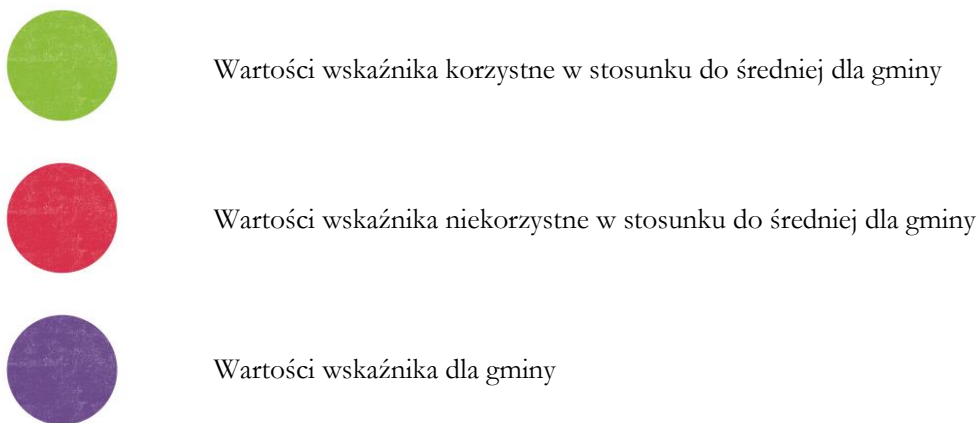 Wartości wskaźnika korzystne w stosunku do średniej dla gminy
Wartości wskaźnika niekorzystne w stosunku do średniej dla gminy
Wartości wskaźnika dla gminy